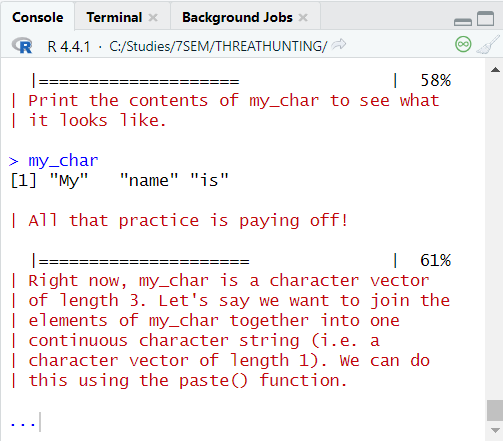 Console Terminal Background Jobs
R R 4.4.1 · C:/Studies/7SEM/THREATHUNTING/
|==================== | 58%
| Print the contents of my_char to see what
| it looks like.
> my_char
[1] "My" "name" "is"
| All that practice is paying off!
|===================== | 61%
| Right now, my_char is a character vector
| of length 3. Let's say we want to join the
| elements of my_char together into one
| continuous character string (i.e. a
| character vector of length 1). We can do
| this using the paste() function.
...